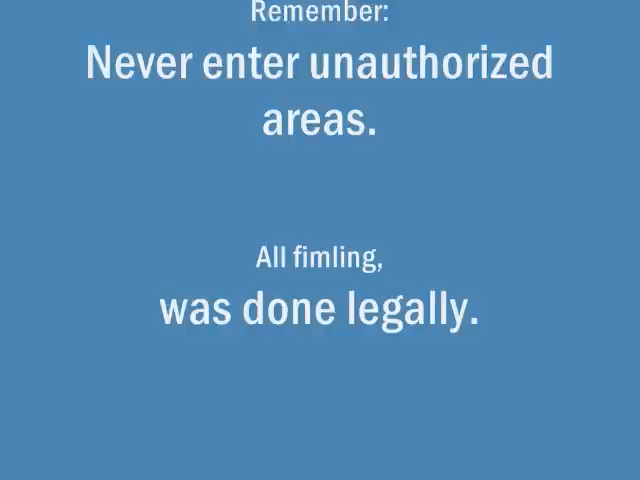 Remember:
Never enter unauthorized
areas.
All fimling,
was done legally.